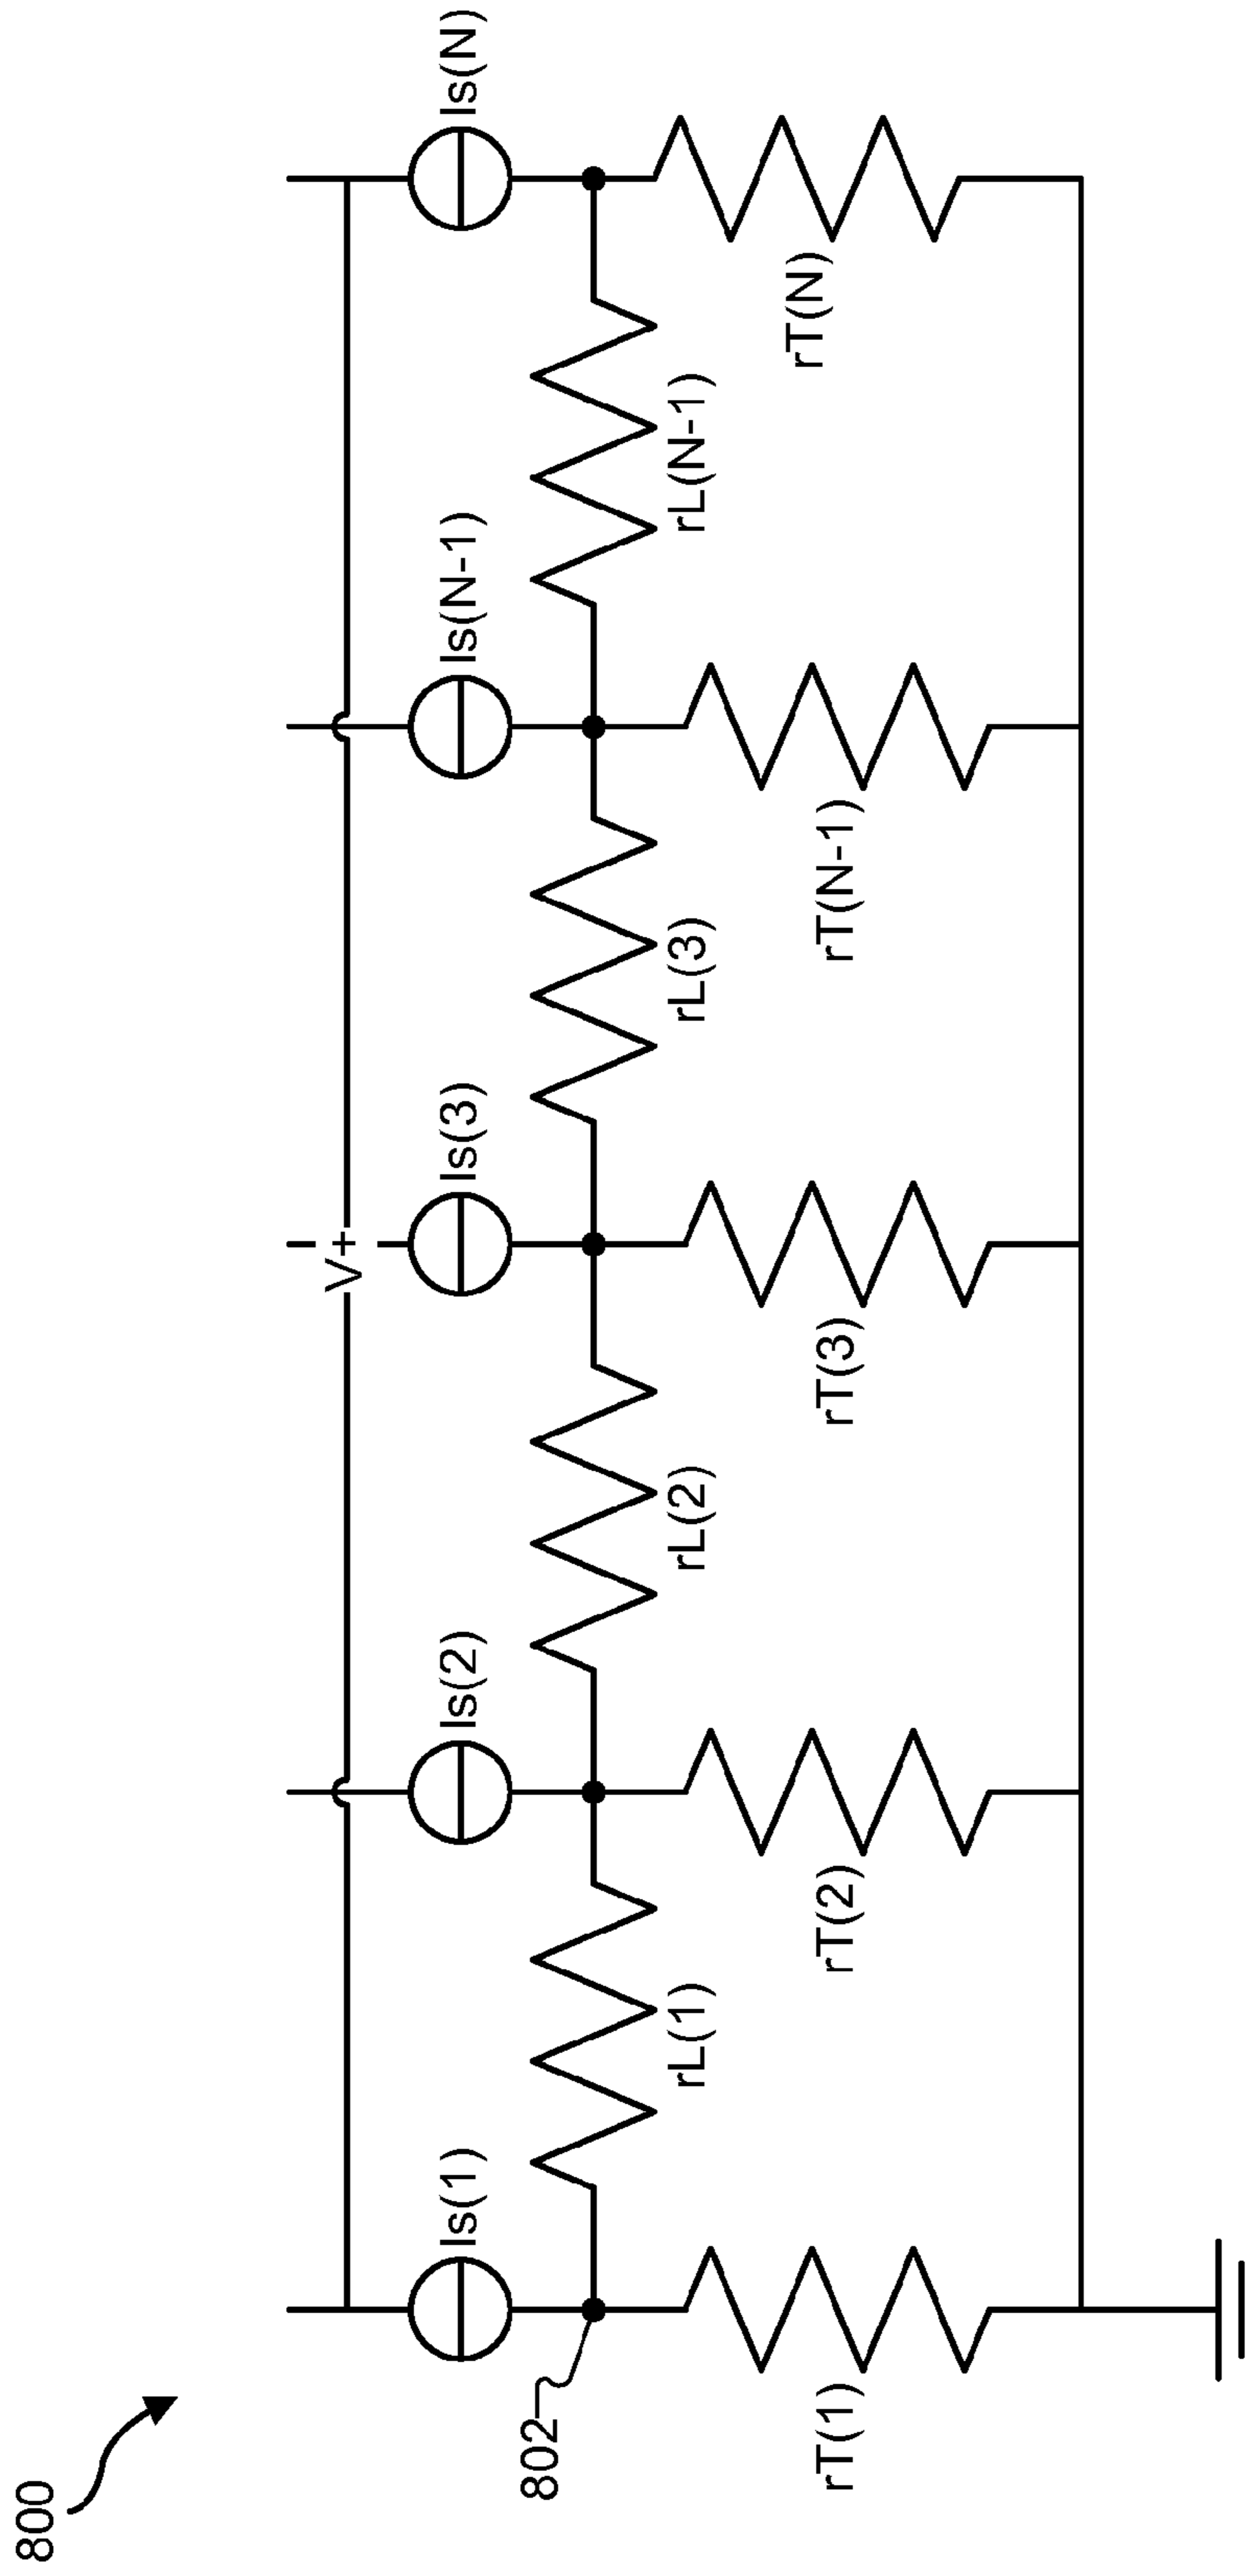 800
V+
Is(1)
Is(2)
Is(3)
Is(N-1)
Is(N)
802
rL(1)
rL(2)
rL(3)
rL(N-1)
rT(1)
rT(2)
rT(3)
rT(N-1)
rT(N)